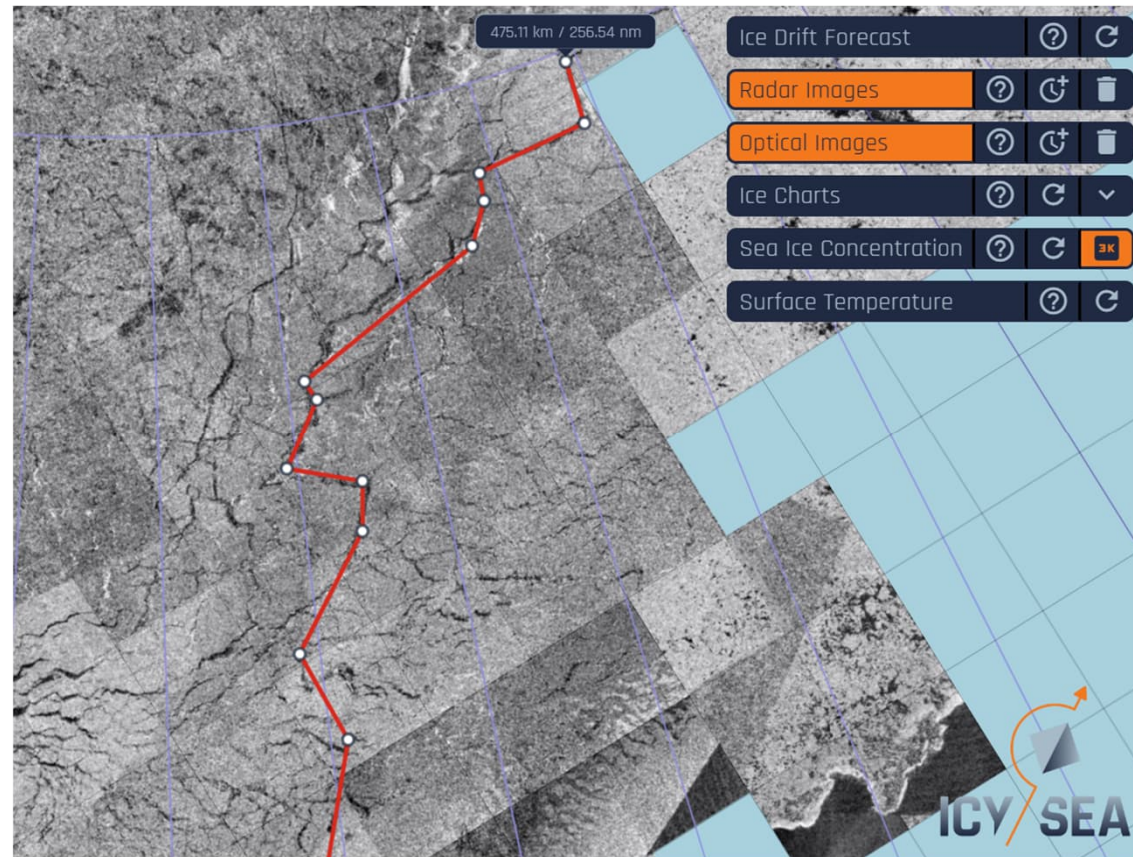 475.11 km / 256.54 nm
Ice Drift Forecast
Radar Images
Optical Images
Ice Charts
Sea Ice Concentration
3K
Surface Temperature
ICY SEA